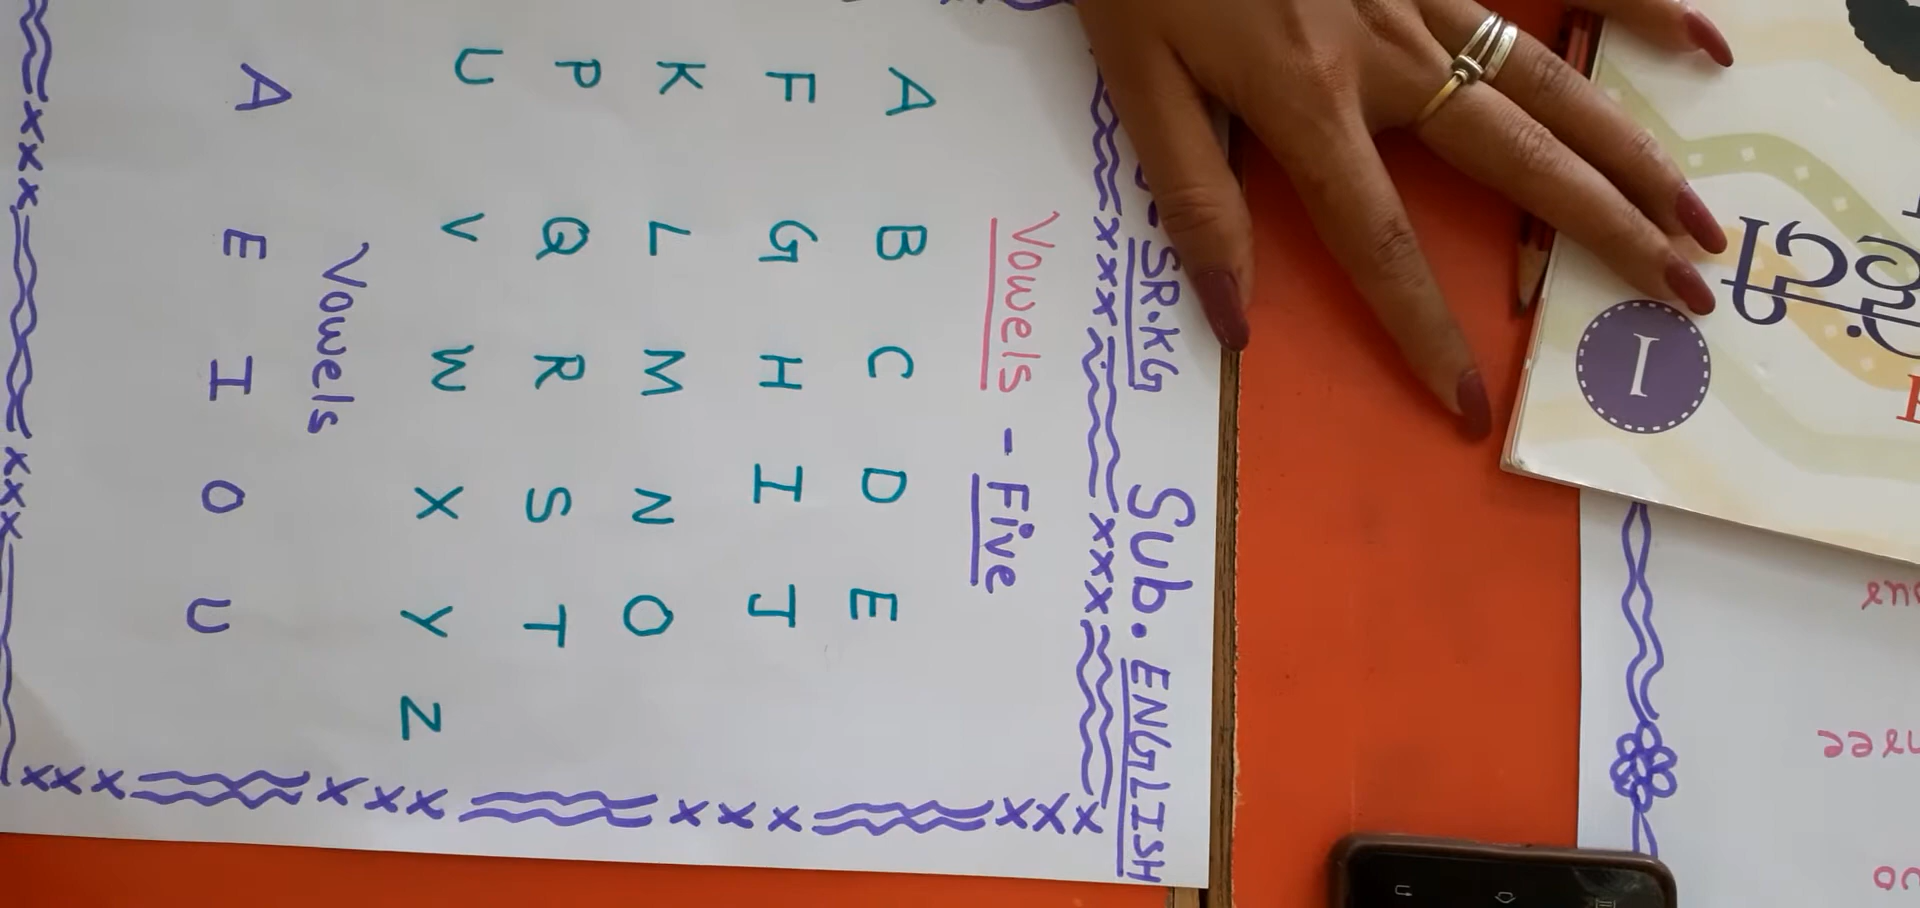 SR.KG Sub. ENGLISH
Vowels - Five
A B C D E
F G H I J
K L M N O
P Q R S T
U V W X Y Z
Vowels
A E I O U
I